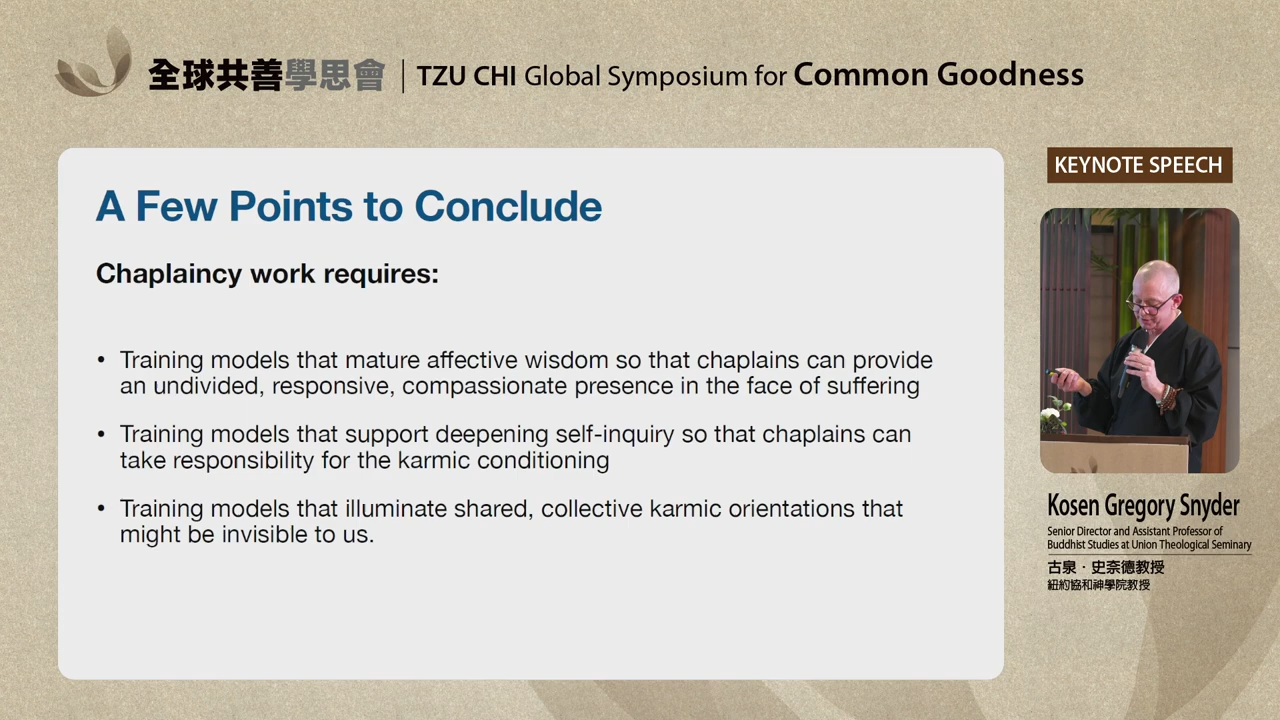 全球共善學思會 | TZU CHI Global Symposium for Common Goodness
A Few Points to Conclude
Chaplaincy work requires:
• Training models that mature affective wisdom so that chaplains can provide
an undivided, responsive, compassionate presence in the face of suffering
• Training models that support deepening self-inquiry so that chaplains can
take responsibility for the karmic conditioning
• Training models that illuminate shared, collective karmic orientations that
might be invisible to us.
KEYNOTE SPEECH
Kosen Gregory Snyder
Senior Director and Assistant Professor of
Buddhist Studies at Union Theological Seminary
古泉・史奈德教授
紐約協和神學院教授